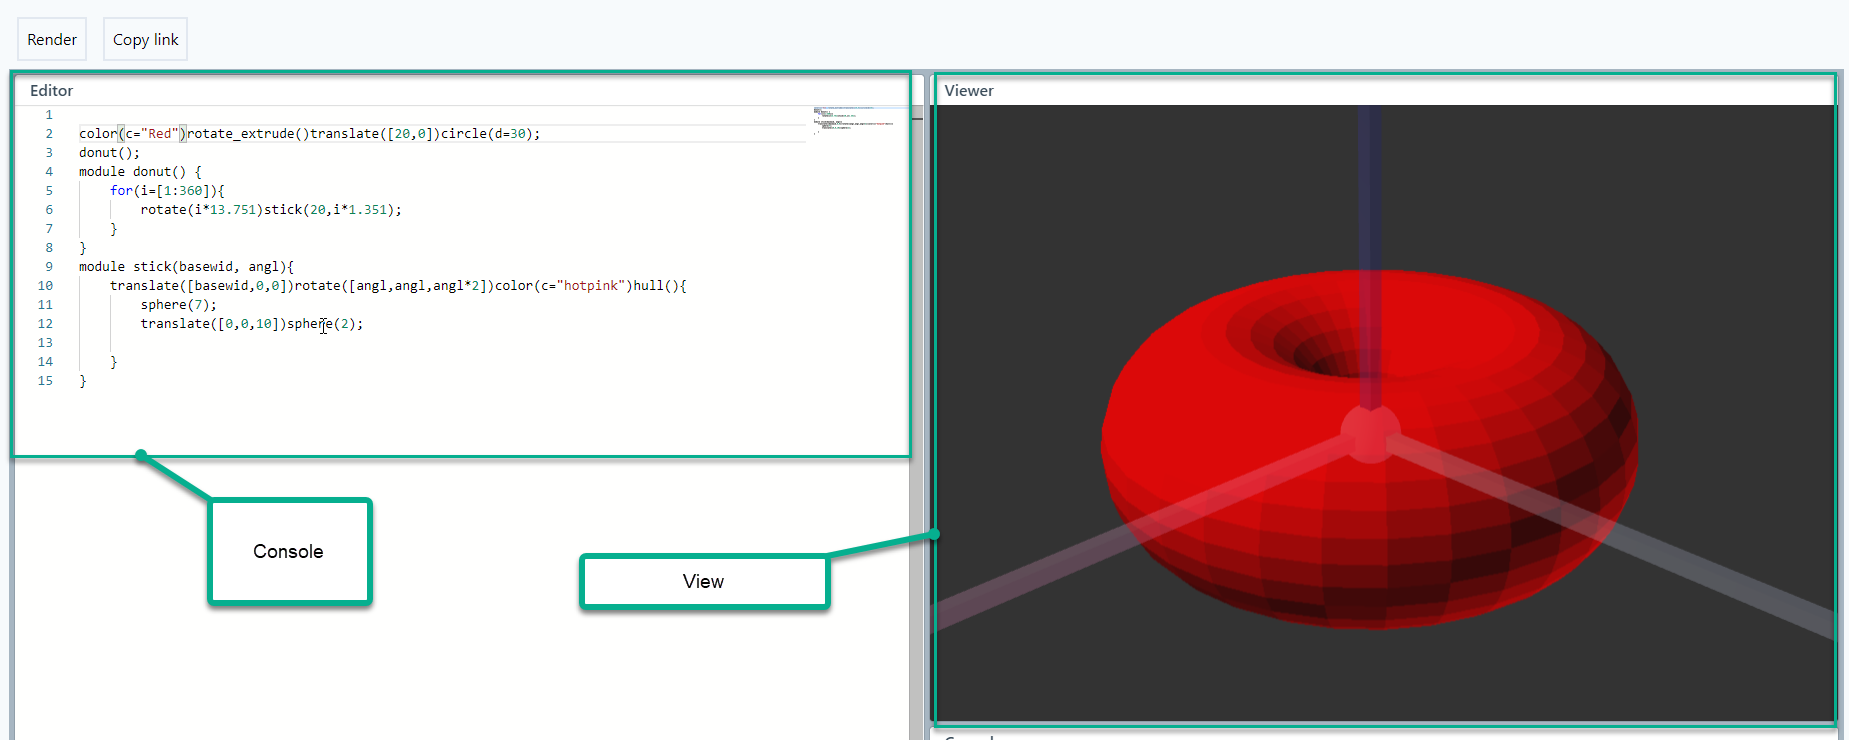 Render
Copy link
Editor
1
2 color(c="Red")rotate_extrude()translate([20,0])circle(d=30);
3 donut();
4 module donut() {
5     for(i=[1:360]){
6         rotate(i*13.751)stick(20,i*1.351);
7     }
8 }
9 module stick(basewid, angl){
10     translate([basewid,0,0])rotate([angl,angl,angl*2])color(c="hotpink")hull(){
11         sphere(7);
12         translate([0,0,10])sphere(2);
13
14     }
15 }
Console
View
Viewer